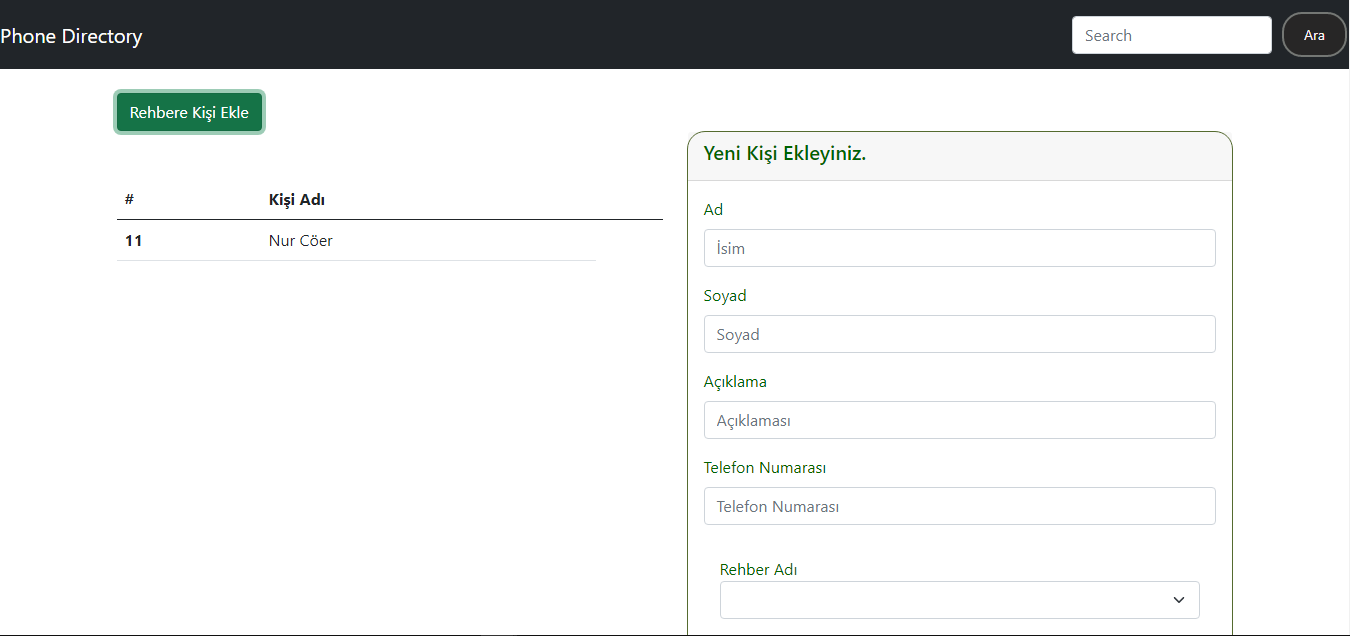 Phone Directory
Search
Ara
Rehbere Kişi Ekle
# Kişi Adı
11 Nur Cöer
Yeni Kişi Ekleyiniz.
Ad
İsim
Soyad
Soyad
Açıklama
Açıklaması
Telefon Numarası
Telefon Numarası
Rehber Adı